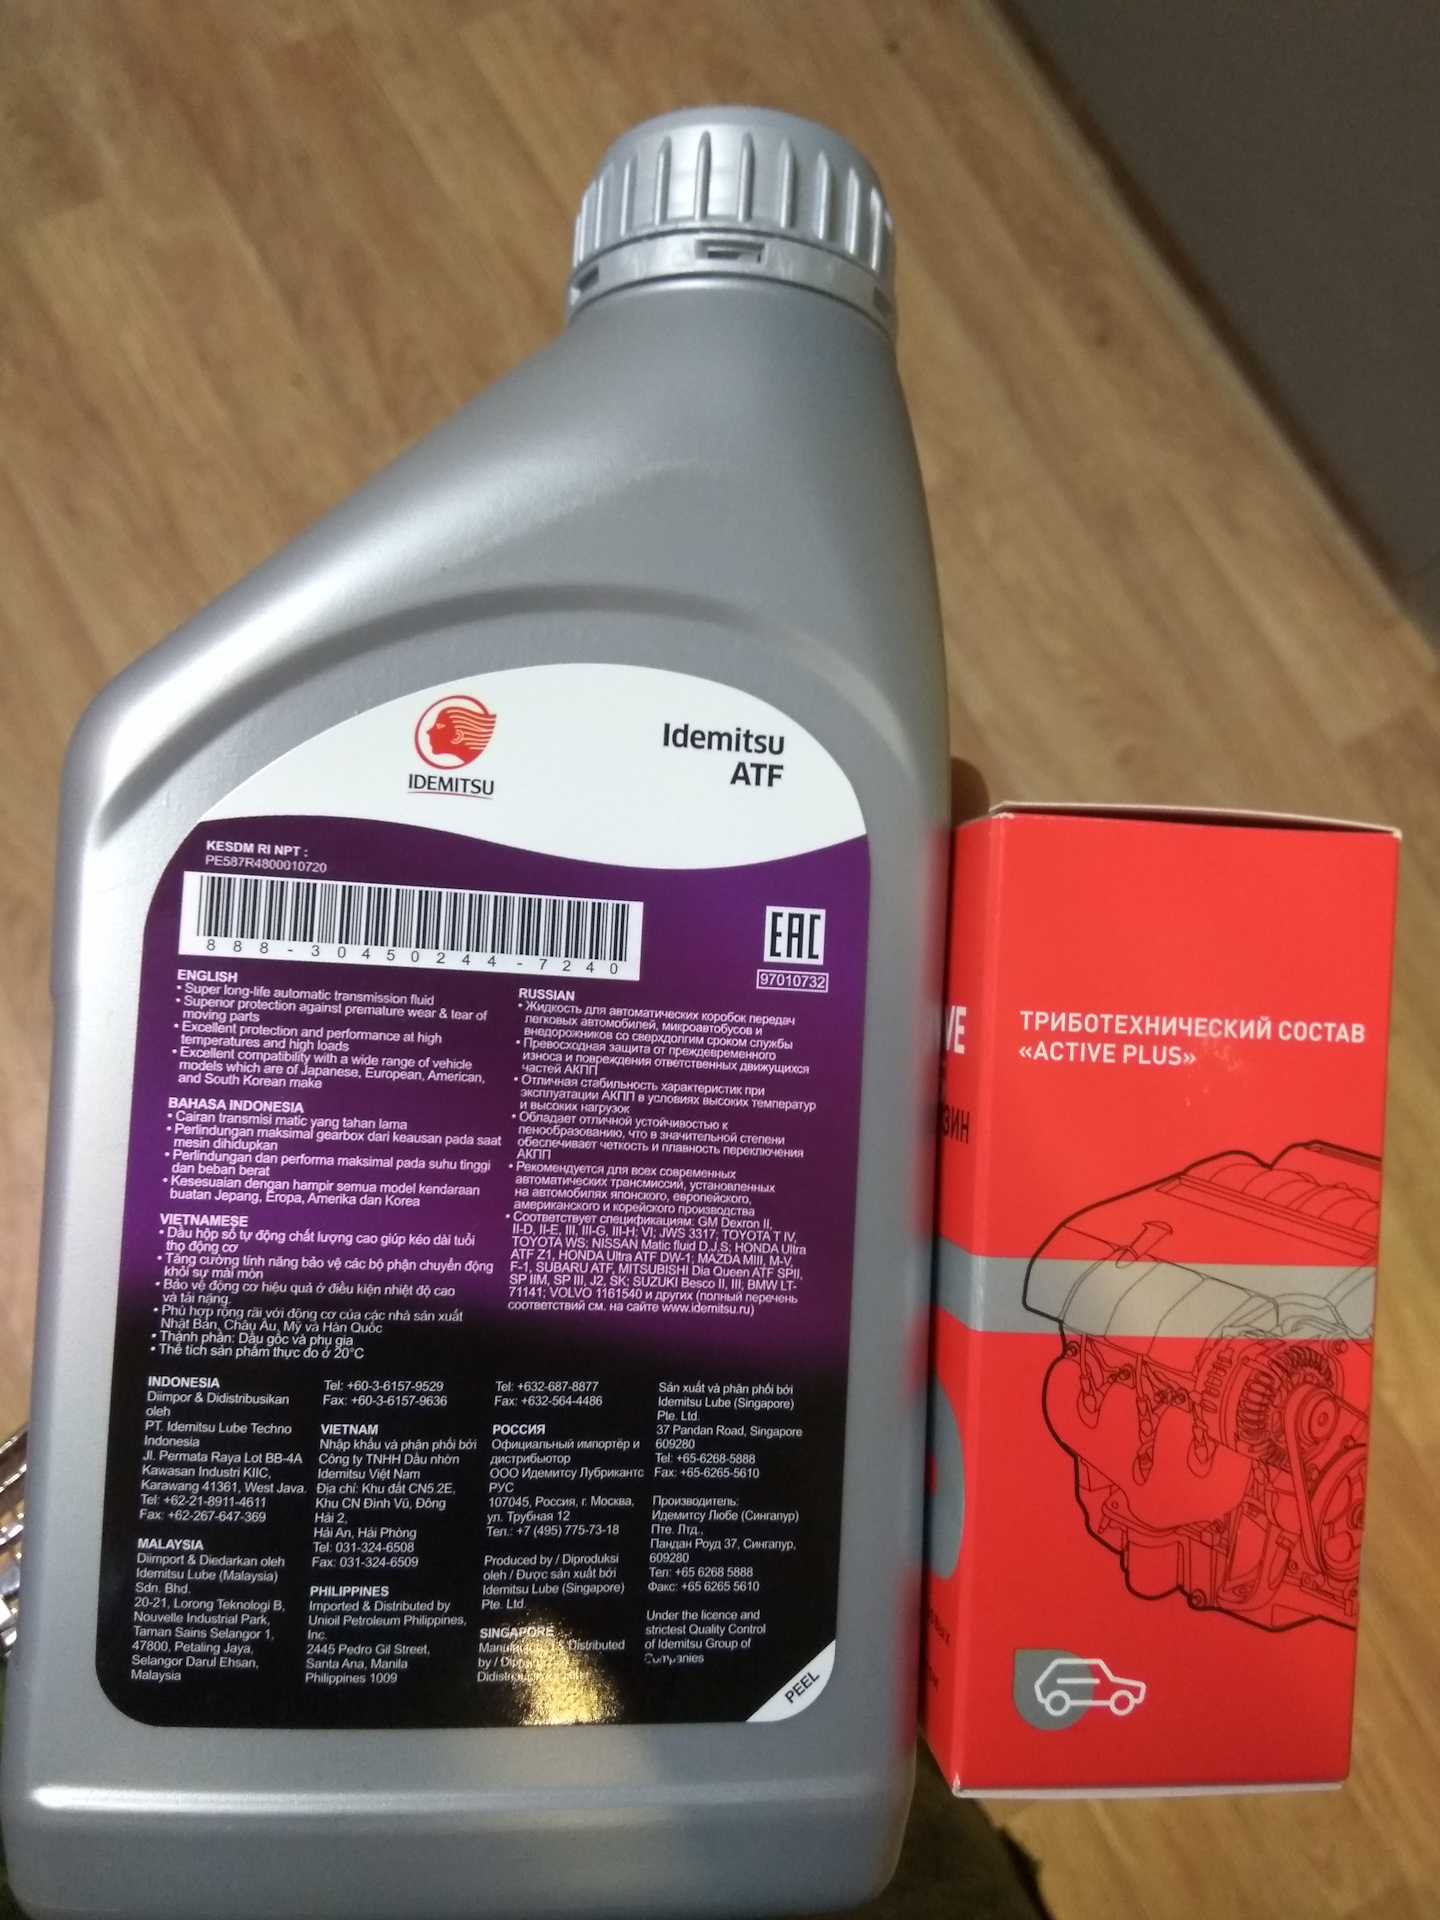 IDEMITSU
Idemitsu
ATF
KESDM RI NPT :
PE587R4800010720
888-30450244-7240
EAC
97010732
ENGLISH
• Super long-life automatic transmission fluid
• Superior protection against premature wear & tear of
moving parts
• Excellent protection and performance at high
temperatures and high loads
• Excellent compatibility with a wide range of vehicle
models which are of Japanese, European, American,
and South Korean make
BAHASA INDONESIA
• Cairan transmisi matic yang tahan lama
• Perlindungan maksimal gearbox dari keausan pada saat
mesin dihidupkan
• Perlindungan dan performa maksimal pada suhu tinggi
dan beban berat
• Kesesuaian dengan hampir semua model kendaraan
buatan Jepang, Eropa, Amerika dan Korea
VIETNAMESE
• Dầu hộp số tự động chất lượng cao giúp kéo dài tuổi
thọ động cơ
• Tăng cường tính năng bảo vệ các bộ phận chuyển động
khỏi sự mài mòn
• Bảo vệ động cơ hiệu quả ở điều kiện nhiệt độ cao
và tải nặng.
• Phù hợp rộng rãi với động cơ của các nhà sản xuất
Nhật Bản, Châu Âu, Mỹ và Hàn Quốc
• Thành phần: Dầu gốc và phụ gia
• Thể tích sản phẩm thực đo ở 20°C
RUSSIAN
• Жидкость для автоматических коробок передач
легковых автомобилей, микроавтобусов и
внедорожников со сверхдолгим сроком службы
• Превосходная защита от преждевременного
износа и повреждения ответственных движущихся
частей АКПП
• Отличная стабильность характеристик при
эксплуатации АКПП в условиях высоких температур
и высоких нагрузок
• Обладает отличной устойчивостью к
пенообразованию, что в значительной степени
обеспечивает четкость и плавность переключения
АКПП
• Рекомендуется для всех современных
автоматических трансмиссий, установленных
на автомобилях японского, европейского,
американского и корейского производства
• Соответствует спецификациям: GM Dexron II,
II-D, II-E, III, III-G, III-H; VI; JWS 3317; TOYOTA T IV,
TOYOTA WS; NISSAN Matic fluid D,J,S; HONDA Ultra
ATF Z1, HONDA Ultra ATF DW-1; MAZDA MIII, M-V,
F-1, SUBARU ATF, MITSUBISHI Dia Queen ATF SPII,
SP IIM, SP III, J2, SK; SUZUKI Besco II, III; BMW LT-
71141; VOLVO 1161540 и других (полный перечень
соответствий см. на сайте www.idemitsu.ru)
INDONESIA
Diimpor & Didistribusikan
oleh
PT. Idemitsu Lube Techno
Indonesia
Jl. Permata Raya Lot BB-4A
Kawasan Industri KIIC,
Karawang 41361, West Java.
Tel: +62-21-8911-4611
Fax: +62-267-647-369
MALAYSIA
Diimport & Diedarkan oleh
Idemitsu Lube (Malaysia)
Sdn. Bhd.
20-21, Lorong Teknologi B,
Nouvelle Industrial Park,
Taman Sains Selangor 1,
47800, Petaling Jaya,
Selangor Darul Ehsan,
Malaysia
Tel: +60-3-6157-9529
Fax: +60-3-6157-9636
VIETNAM
Nhập khẩu và phân phối bởi
Công ty TNHH Dầu nhờn
Idemitsu Việt Nam
Địa chỉ: Khu đất CN5.2E,
Khu CN Đình Vũ, Đông
Hải 2,
Hải An, Hải Phòng
Tel: 031-324-6508
Fax: 031-324-6509
PHILIPPINES
Imported & Distributed by
Unioil Petroleum Philippines,
Inc.
2445 Pedro Gil Street,
Santa Ana, Manila
Philippines 1009
Tel: +632-687-8877
Fax: +632-564-4486
РОССИЯ
Официальный импортёр и
дистрибьютор
ООО Идемитсу Лубрикантс
РУС
107045, Россия, г. Москва,
ул. Трубная 12
Тел.: +7 (495) 775-73-18
Produced by / Diproduksi
oleh / Được sản xuất bởi
Idemitsu Lube (Singapore)
Pte. Ltd.
SINGAPORE
Distributed
by /
Sản xuất và phân phối bởi
Idemitsu Lube (Singapore)
Pte. Ltd.
37 Pandan Road, Singapore
609280
Tel: +65-6268-5888
Fax: +65-6265-5610
Производитель:
Идемитсу Любе (Сингапур)
Пте. Лтд.,
Пандан Роуд 37, Сингапур,
609280
Тел: +65 6268 5888
Факс: +65 6265 5610
Under the licence and
strictest Quality Control
of Idemitsu Group of
Companies
PEEL
ТРИБОТЕХНИЧЕСКИЙ СОСТАВ
«ACTIVE PLUS»